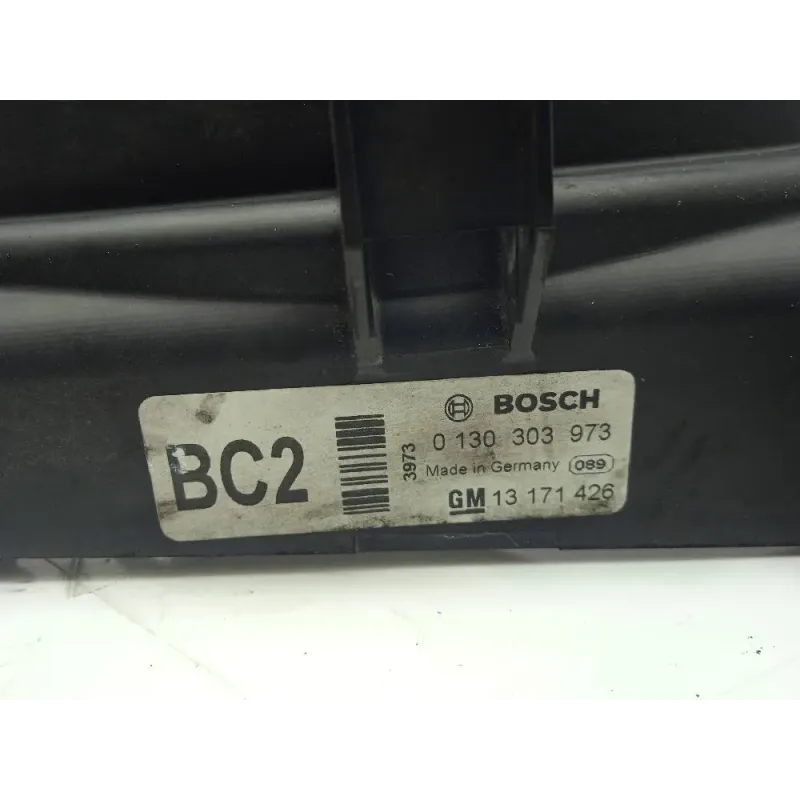 BC2
3973
BOSCH
0 130 303 973
Made in Germany 089
GM 13 171 426